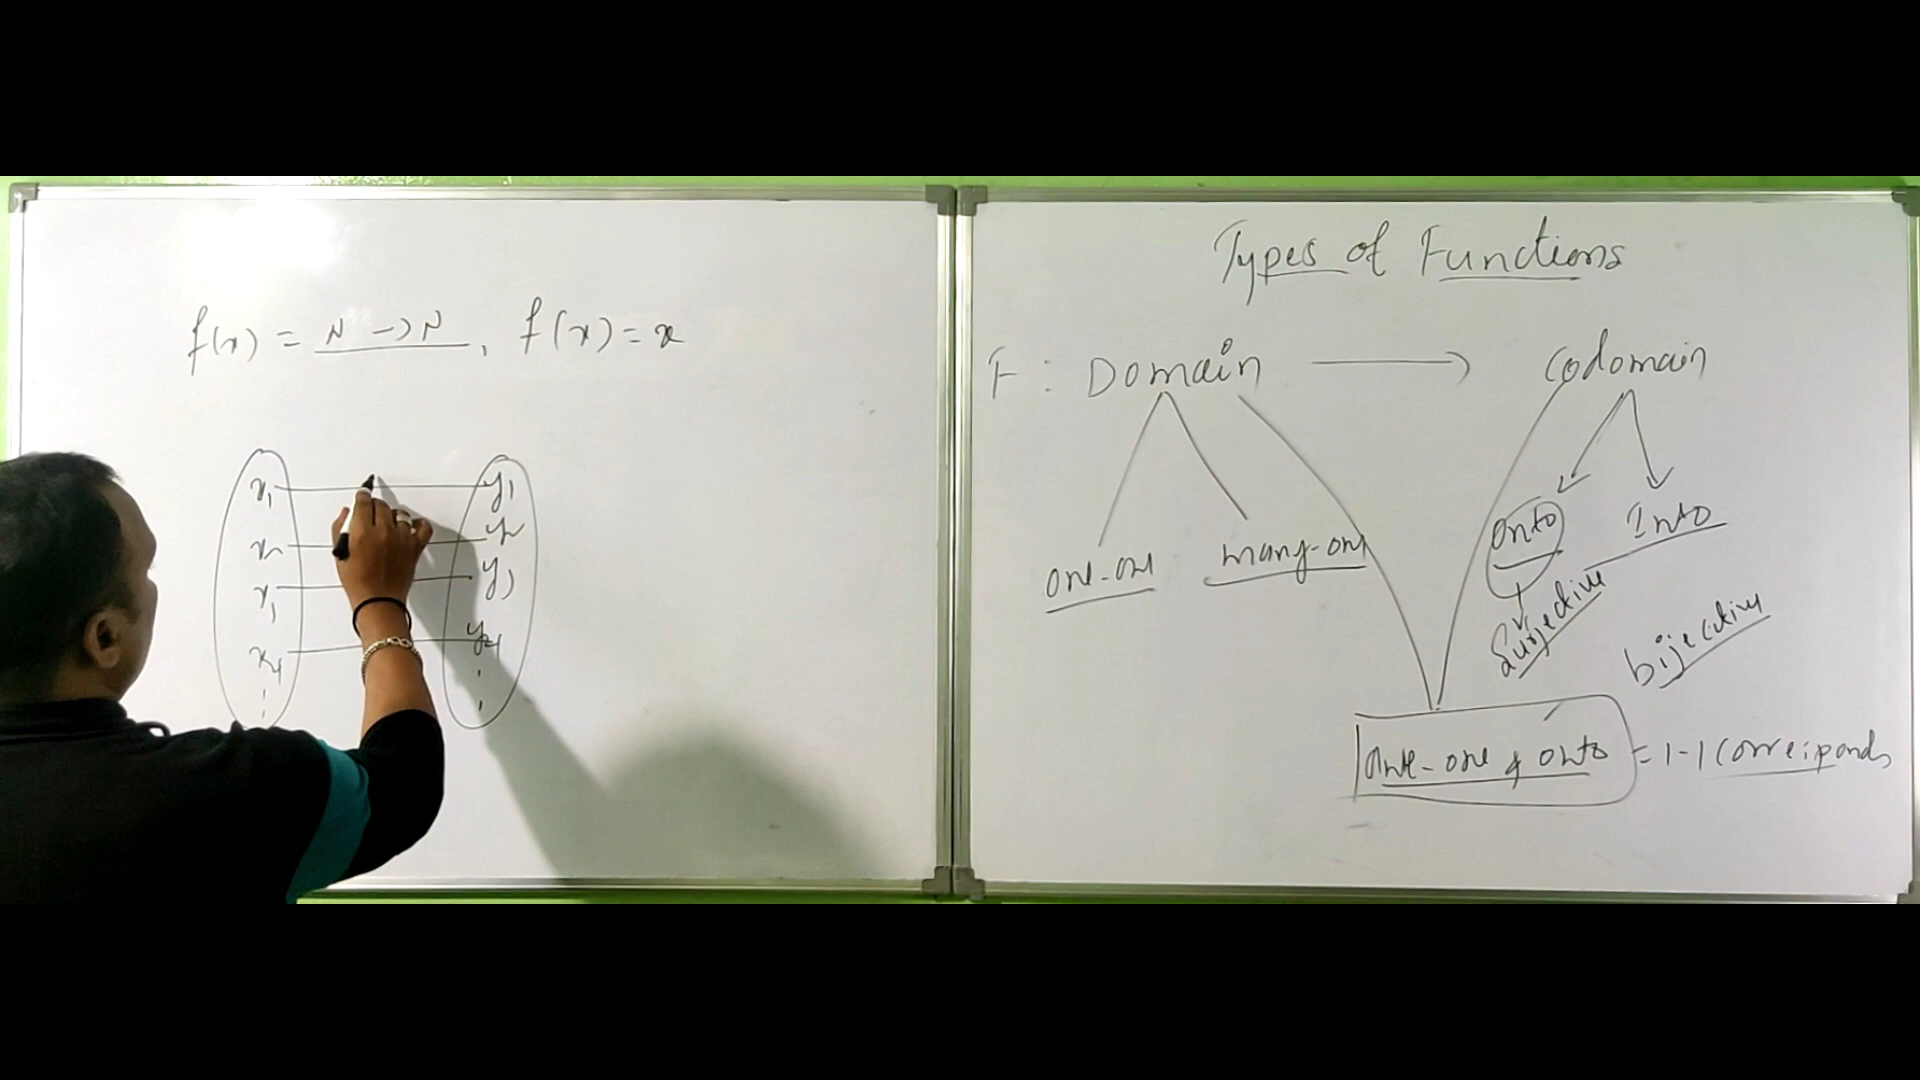 f(x) = N → N, f(x) = x
x₁ y₁
x₂ y₂
y₃
x₄ y₄
Types of Functions
F : Domain → Codomain
onto Into
one-one many-one
Surjective
bijective
one-one & onto = 1-1 Corresponds